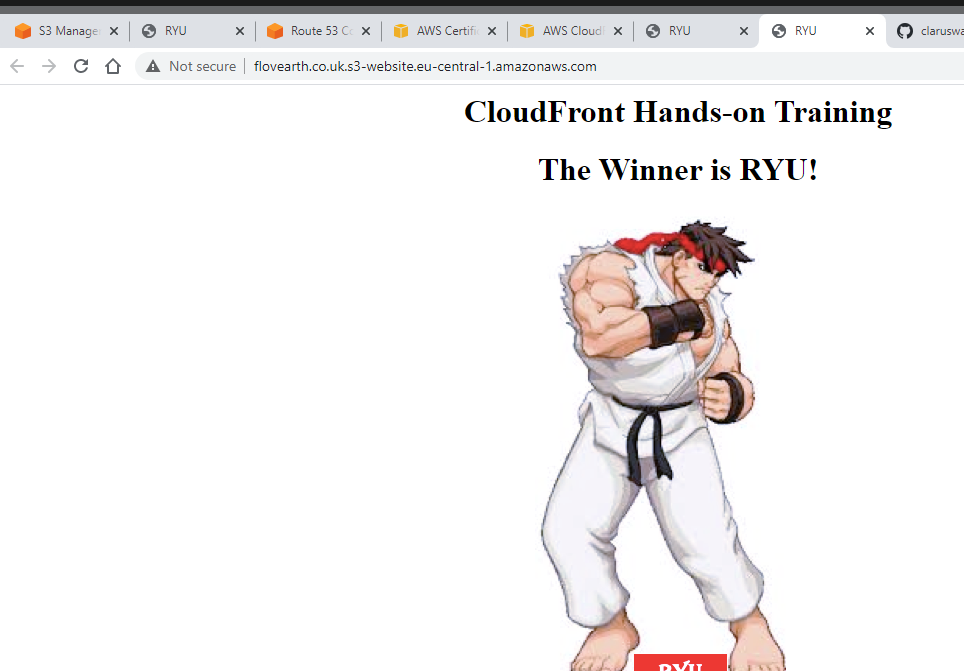 S3 Manage
RYU
Route 53 C
AWS Certifi
AWS Cloud
RYU
RYU
clarusw
Not secure
flovearth.co.uk.s3-website.eu-central-1.amazonaws.com
CloudFront Hands-on Training
The Winner is RYU!
RYU